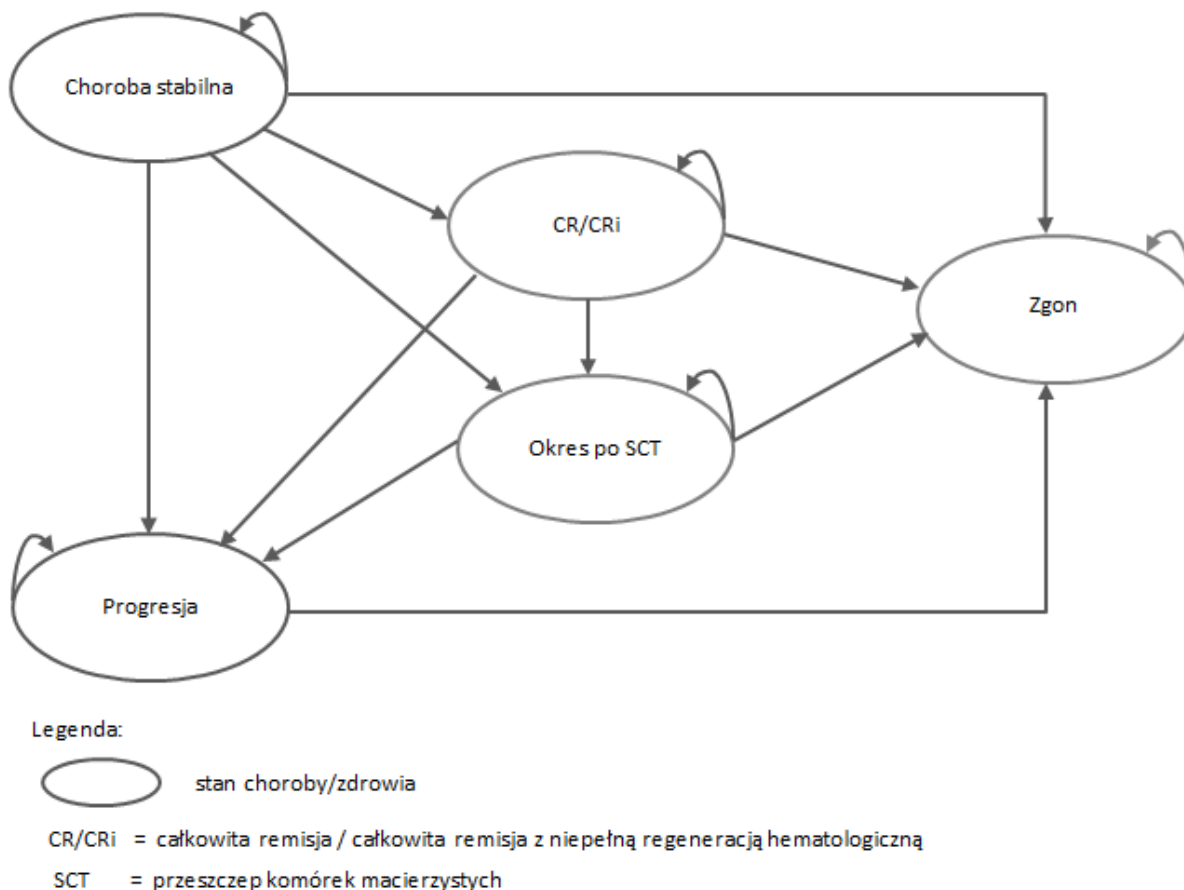 Choroba stabilna
CR/CRi
Zgon
Okres po SCT
Progresja
Legenda:
stan choroby/zdrowia
CR/CRi = całkowita remisja / całkowita remisja z niepełną regeneracją hematologiczną
SCT = przeszczep komórek macierzystych